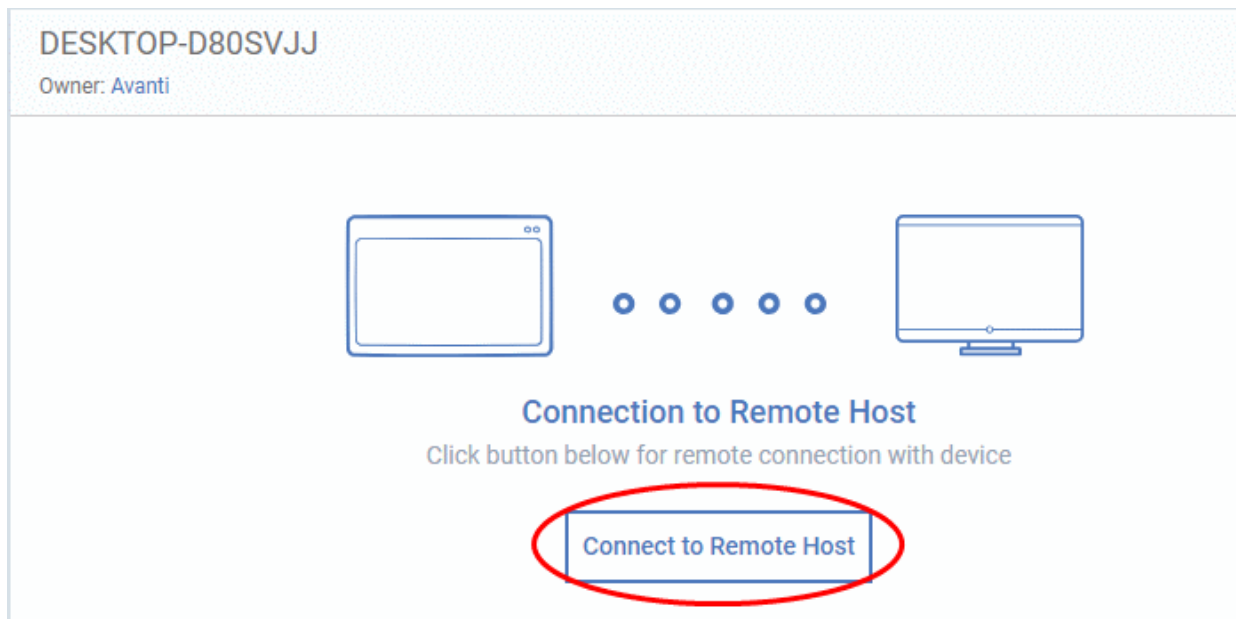 DESKTOP-D80SVJJ
Owner: Avanti
Connection to Remote Host
Click button below for remote connection with device
Connect to Remote Host